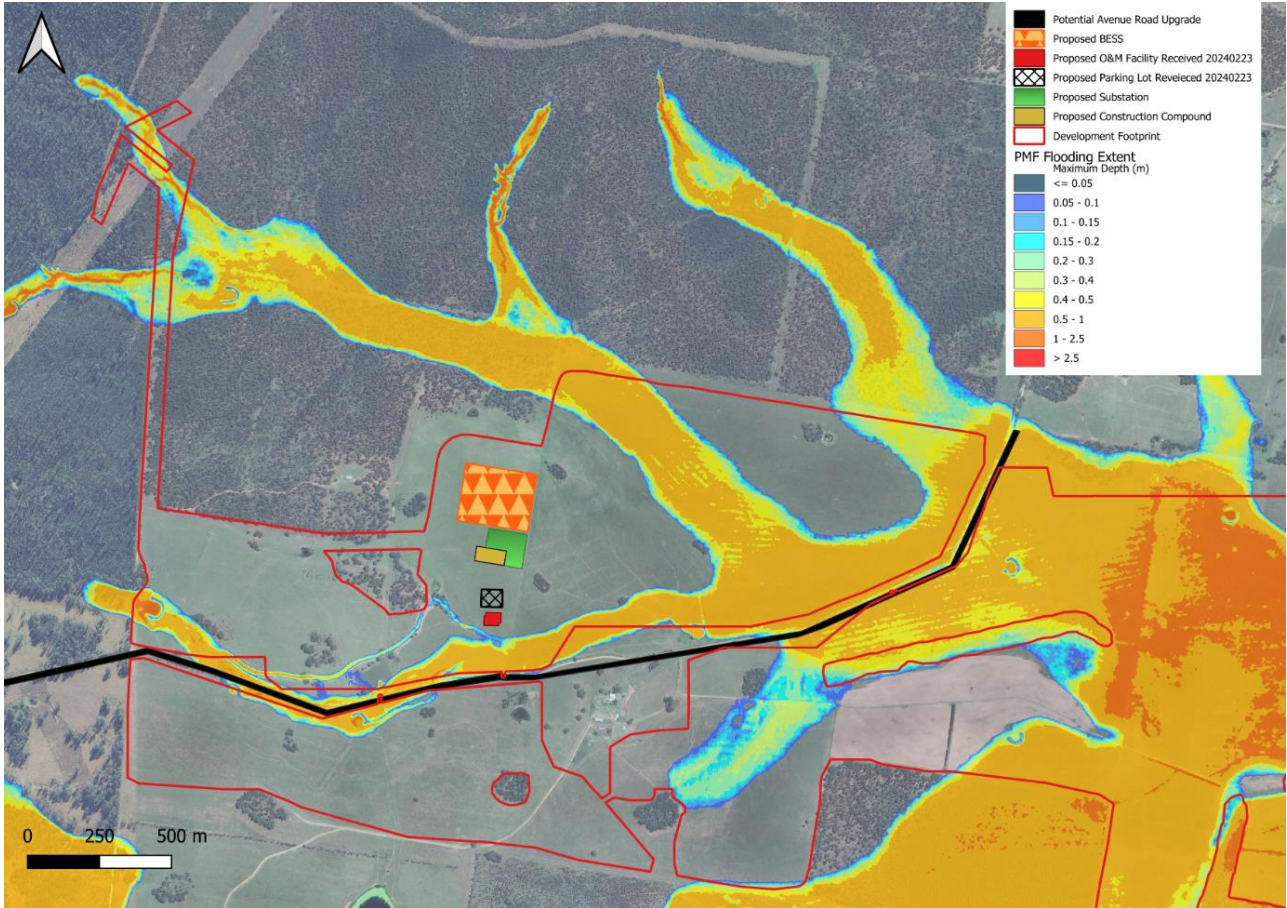 Potential Avenue Road Upgrade
Proposed BESS
Proposed O&M Facility Received 20240223
Proposed Parking Lot Reveieced 20240223
Proposed Substation
Proposed Construction Compound
Development Footprint
PMF Flooding Extent
Maximum Depth (m)
<= 0.05
0.05 - 0.1
0.1 - 0.15
0.15 - 0.2
0.2 - 0.3
0.3 - 0.4
0.4 - 0.5
0.5 - 1
1 - 2.5
> 2.5
0 250 500 m